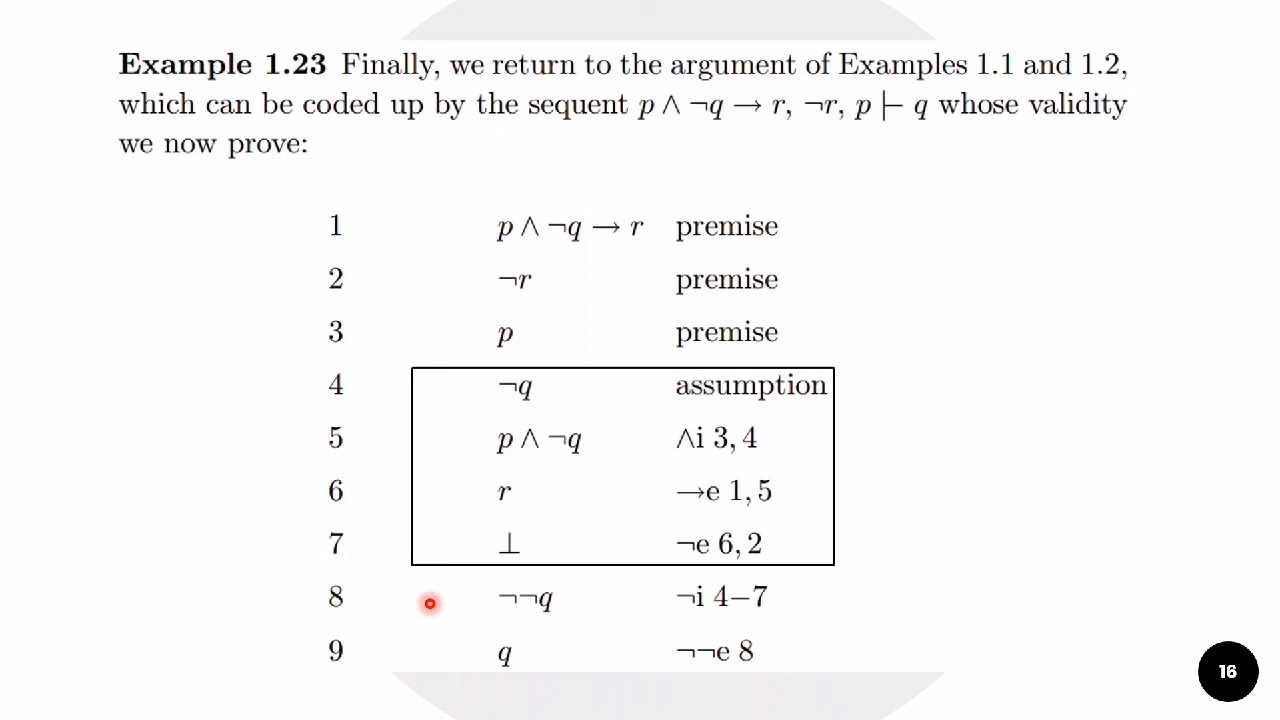 Example 1.23 Finally, we return to the argument of Examples 1.1 and 1.2,
which can be coded up by the sequent p ∧ ¬q → r, ¬r, p ⊢ q whose validity
we now prove:
1 p ∧ ¬q → r premise
2 ¬r premise
3 p premise
4 ¬q assumption
5 p ∧ ¬q ∧i 3, 4
6 r →e 1, 5
7 ⊥ ¬e 6, 2
8 ¬¬q ¬i 4−7
9 q ¬¬e 8
16